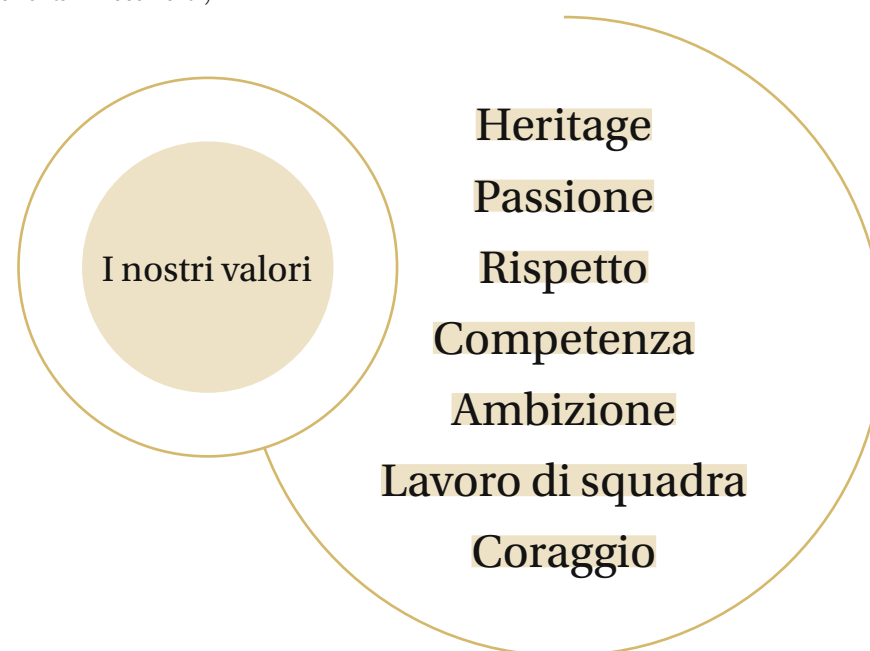 I nostri valori
Heritage
Passione
Rispetto
Competenza
Ambizione
Lavoro di squadra
Coraggio